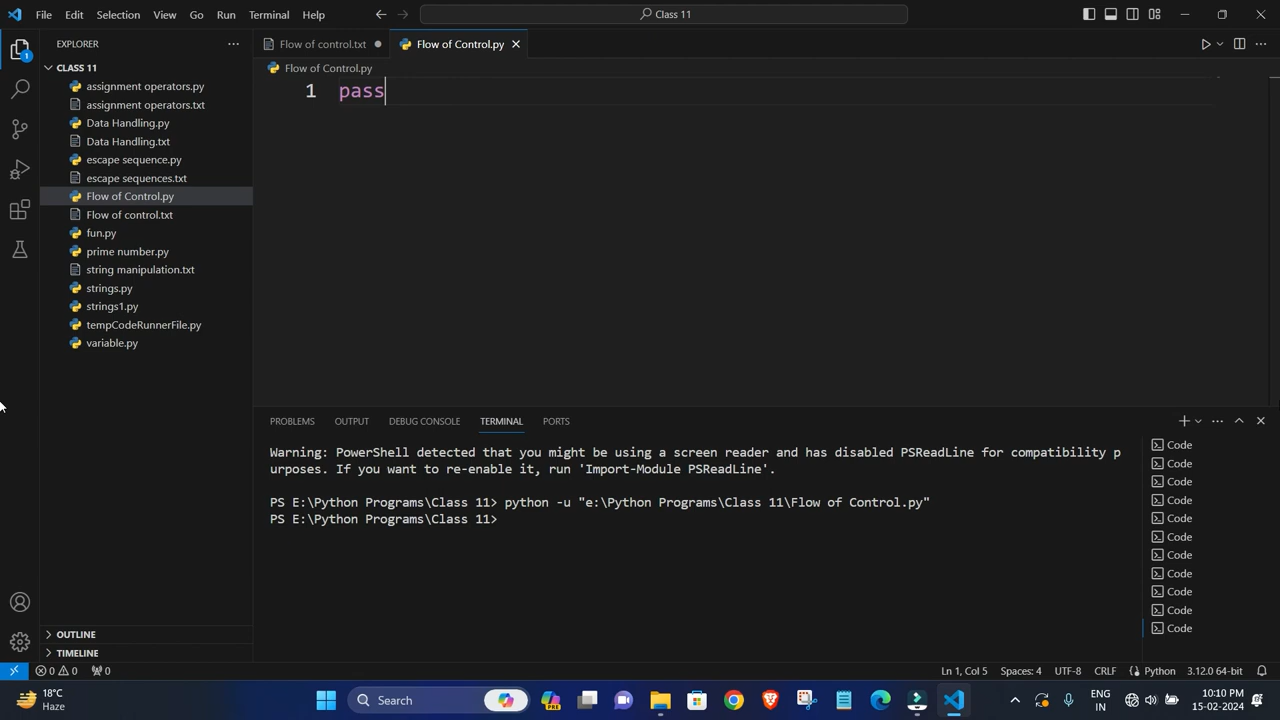 File Edit Selection View Go Run Terminal Help
Class 11
EXPLORER
CLASS 11
assignment operators.py
assignment operators.txt
Data Handling.py
Data Handling.txt
escape sequence.py
escape sequences.txt
Flow of Control.py
Flow of control.txt
fun.py
prime number.py
string manipulation.txt
strings.py
strings1.py
tempCodeRunnerFile.py
variable.py
OUTLINE
TIMELINE
1
Flow of control.txt Flow of Control.py
Flow of Control.py
1 pass
PROBLEMS OUTPUT DEBUG CONSOLE TERMINAL PORTS
Warning: PowerShell detected that you might be using a screen reader and has disabled PSReadLine for compatibility p
urposes. If you want to re-enable it, run 'Import-Module PSReadLine'.
PS E:\Python Programs\Class 11> python -u "e:\Python Programs\Class 11\Flow of Control.py"
PS E:\Python Programs\Class 11>
Code
Code
Code
Code
Code
Code
Code
Code
Code
Code
Code
0 0 0 Ln 1, Col 5 Spaces: 4 UTF-8 CRLF Python 3.12.0 64-bit
18°C
Haze
Search
PRE
ENG
IN
10:10 PM
15-02-2024